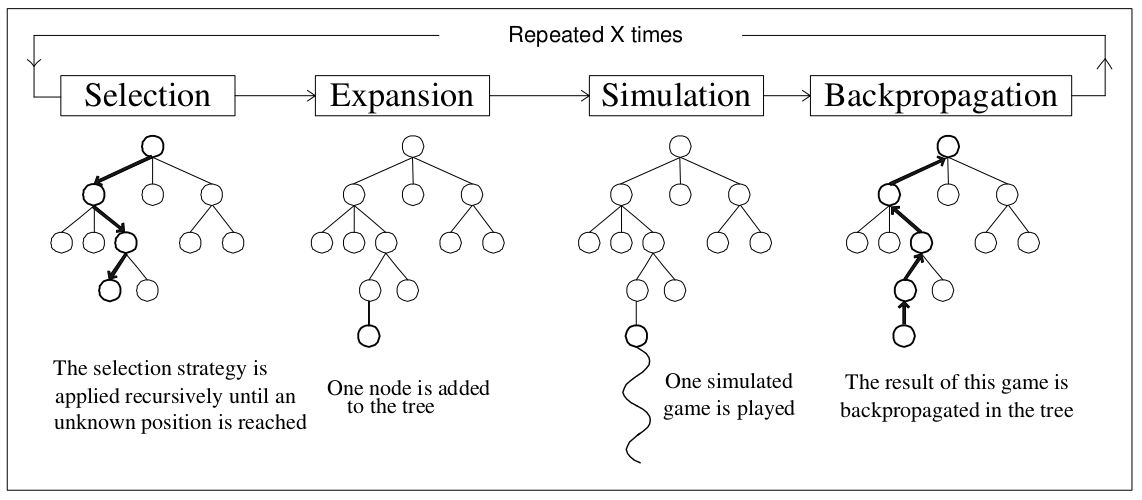 Repeated X times
Selection
Expansion
Simulation
Backpropagation
The selection strategy is
applied recursively until an
unknown position is reached
One node is added
to the tree
One simulated
game is played
The result of this game is
backpropagated in the tree